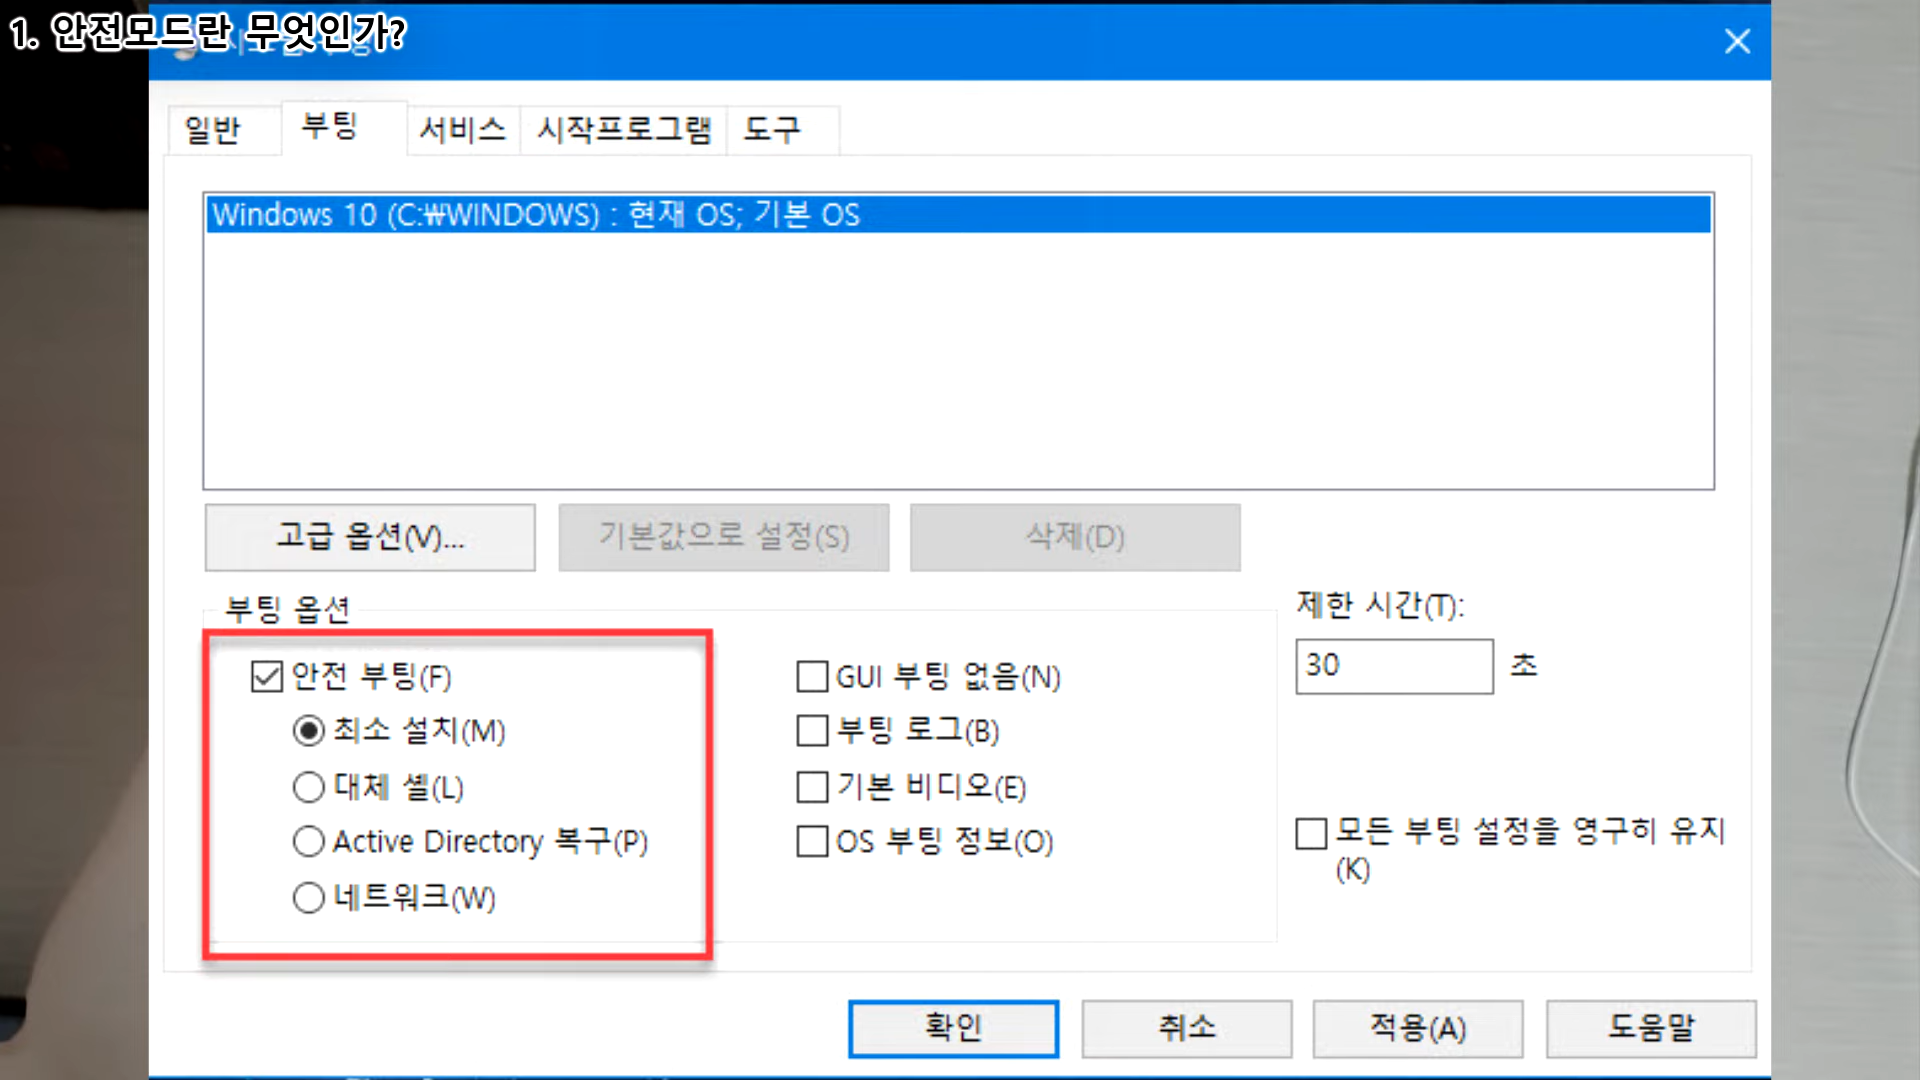 1. 안전모드란 무엇인가?
일반 부팅 서비스 시작프로그램 도구
Windows 10 (C:₩WINDOWS) : 현재 OS; 기본 OS
고급 옵션(V)... 기본값으로 설정(S) 삭제(D)
부팅 옵션
안전 부팅(F)
최소 설치(M)
대체 셸(L)
Active Directory 복구(P)
네트워크(W)
GUI 부팅 없음(N)
부팅 로그(B)
기본 비디오(E)
OS 부팅 정보(O)
제한 시간(T):
30 초
모든 부팅 설정을 영구히 유지
(K)
확인 취소 적용(A) 도움말